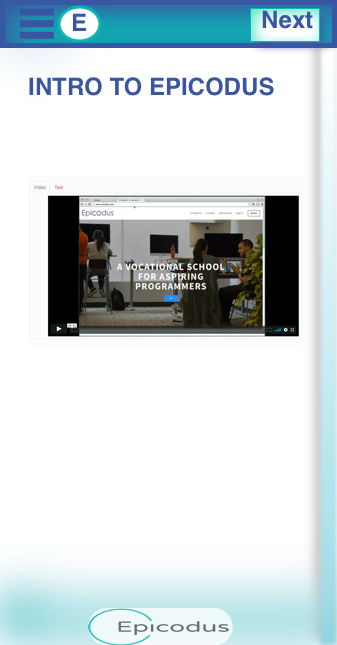 E
Next
INTRO TO EPICODUS
Video Text
Epicodus
A VOCATIONAL SCHOOL
FOR ASPIRING
PROGRAMMERS
Epicodus